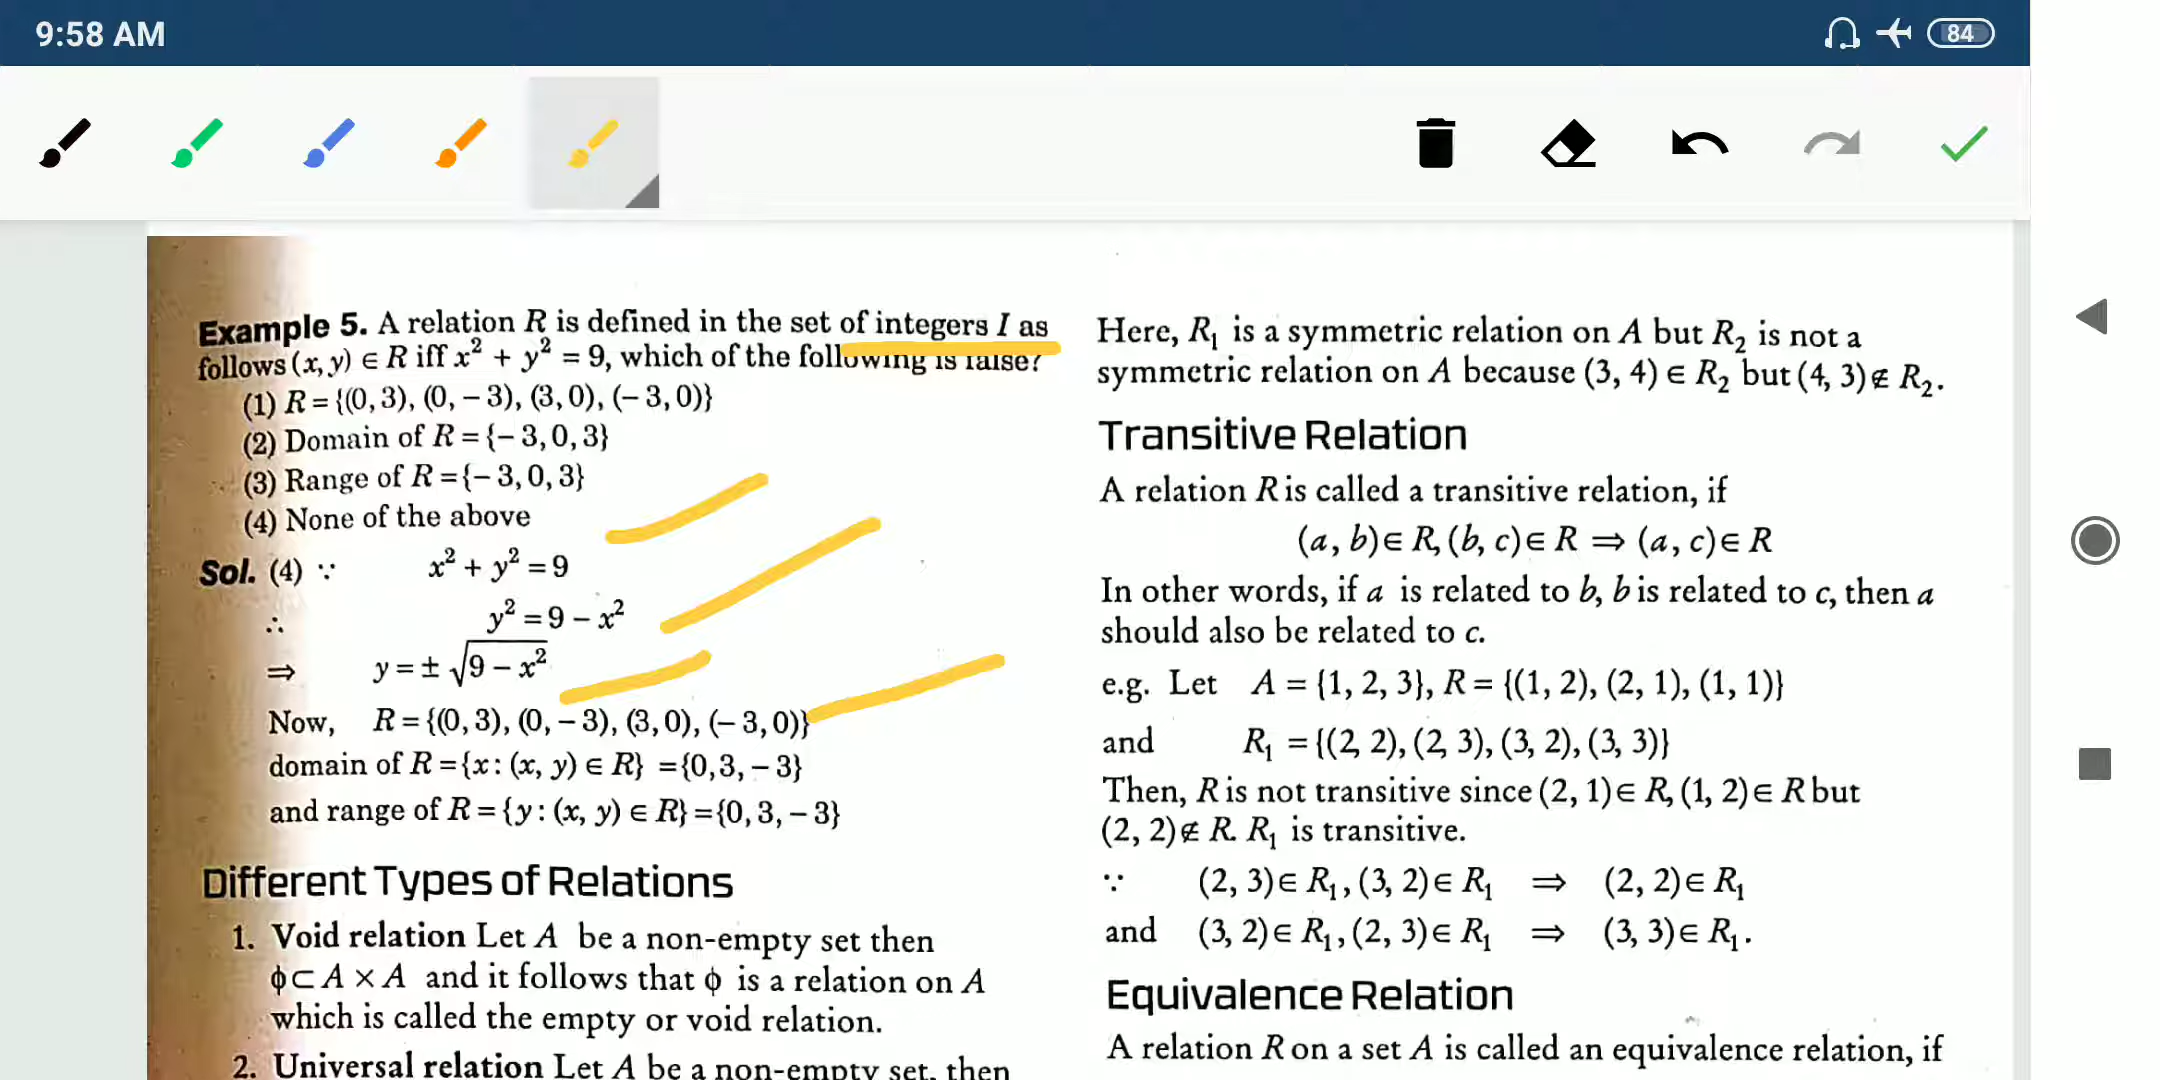 9:58 AM
84
Example 5. A relation R is defined in the set of integers I as
follows (x, y) ∈ R iff x² + y² = 9, which of the following is false?
(1) R = {(0, 3), (0, – 3), (3, 0), (– 3, 0)}
(2) Domain of R = {– 3, 0, 3}
(3) Range of R = {– 3, 0, 3}
(4) None of the above
Sol. (4) ∵ x² + y² = 9
∴ y² = 9 – x²
⇒ y = ± √9 – x²
Now, R = {(0, 3), (0, – 3), (3, 0), (– 3, 0)}
domain of R = {x : (x, y) ∈ R} = {0, 3, – 3}
and range of R = {y : (x, y) ∈ R} = {0, 3, – 3}
Different Types of Relations
1. Void relation Let A be a non-empty set then
ϕ ⊂ A × A and it follows that ϕ is a relation on A
which is called the empty or void relation.
2. Universal relation Let A be a non-empty set, then
Here, R₁ is a symmetric relation on A but R₂ is not a
symmetric relation on A because (3, 4) ∈ R₂ but (4, 3) ∉ R₂.
Transitive Relation
A relation R is called a transitive relation, if
(a, b) ∈ R, (b, c) ∈ R ⇒ (a, c) ∈ R
In other words, if a is related to b, b is related to c, then a
should also be related to c.
e.g. Let A = {1, 2, 3}, R = {(1, 2), (2, 1), (1, 1)}
and R₁ = {(2, 2), (2, 3), (3, 2), (3, 3)}
Then, R is not transitive since (2, 1) ∈ R, (1, 2) ∈ R but
(2, 2) ∉ R. R₁ is transitive.
∵ (2, 3) ∈ R₁, (3, 2) ∈ R₁ ⇒ (2, 2) ∈ R₁
and (3, 2) ∈ R₁, (2, 3) ∈ R₁ ⇒ (3, 3) ∈ R₁.
Equivalence Relation
A relation R on a set A is called an equivalence relation, if